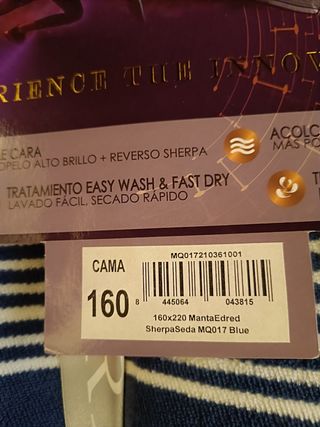 RIENCE THE INNOV
E CARA
OPELO ALTO BRILLO + REVERSO SHERPA
ACOLC
MÁS PO
TRATAMIENTO EASY WASH & FAST DRY
LAVADO FÁCIL, SECADO RÁPIDO
MQ017210361001
CAMA
160
8 445064 043815
160x220 MantaEdred
SherpaSeda MQ017 Blue
R